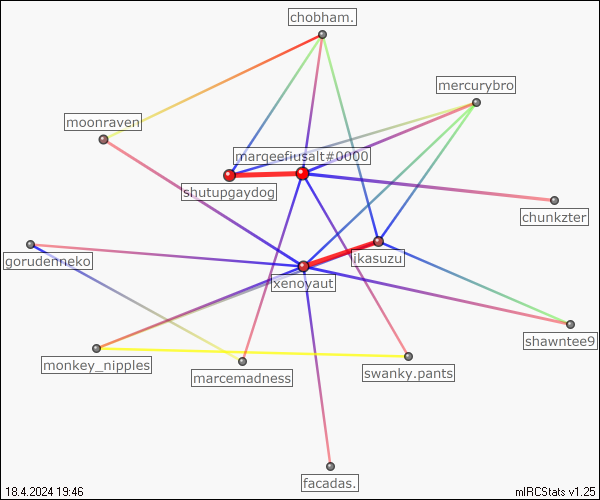 chobham.
mercurybro
moonraven
marqeefiusalt#0000
shutupgaydog
chunkzter
gorudenneko
ikasuzu
xenoyaut
shawntee9
monkey_nipples
marcemadness
swanky.pants
facadas.
18.4.2024 19:46
mIRCStats v1.25